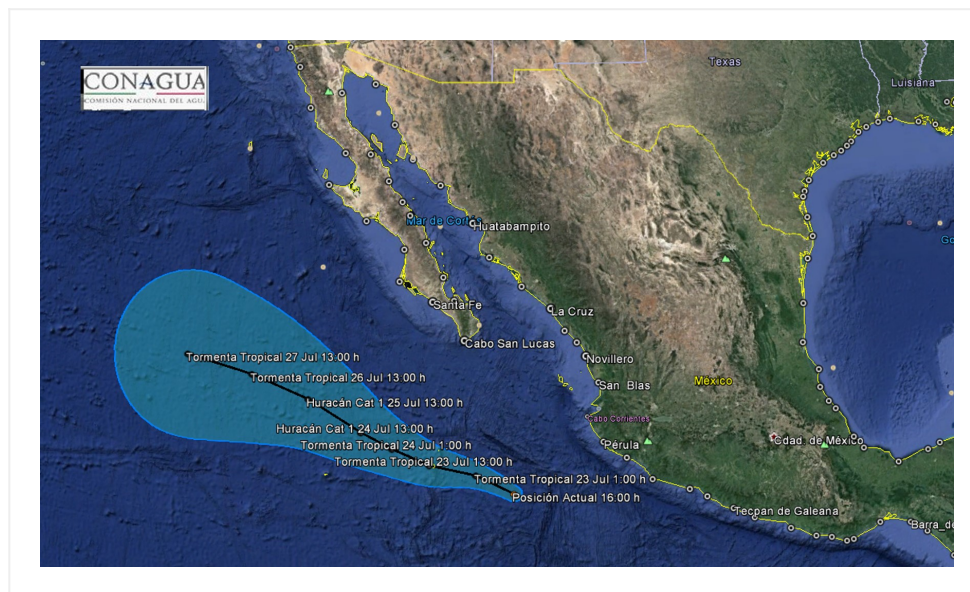 CONAGUA
COMISIÓN NACIONAL DEL AGUA
Texas
Luisiana
Mar de Cortés
Huatabampito
Go
Santa Fe
La Cruz
Cabo San Lucas
Tormenta Tropical 27 Jul 13:00 h
Novillero
Tormenta Tropical 26 Jul 13:00 h
San Blas
México
Huracán Cat 1 25 Jul 13:00 h
Cabo Corrientes
Huracán Cat 1 24 Jul 13:00 h
Tormenta Tropical 24 Jul 1:00 h
Pérula
Cdad. de México
Tormenta Tropical 23 Jul 13:00 h
Tormenta Tropical 23 Jul 1:00 h
Posición Actual 16:00 h
Tecpan de Galeana
Barra_de